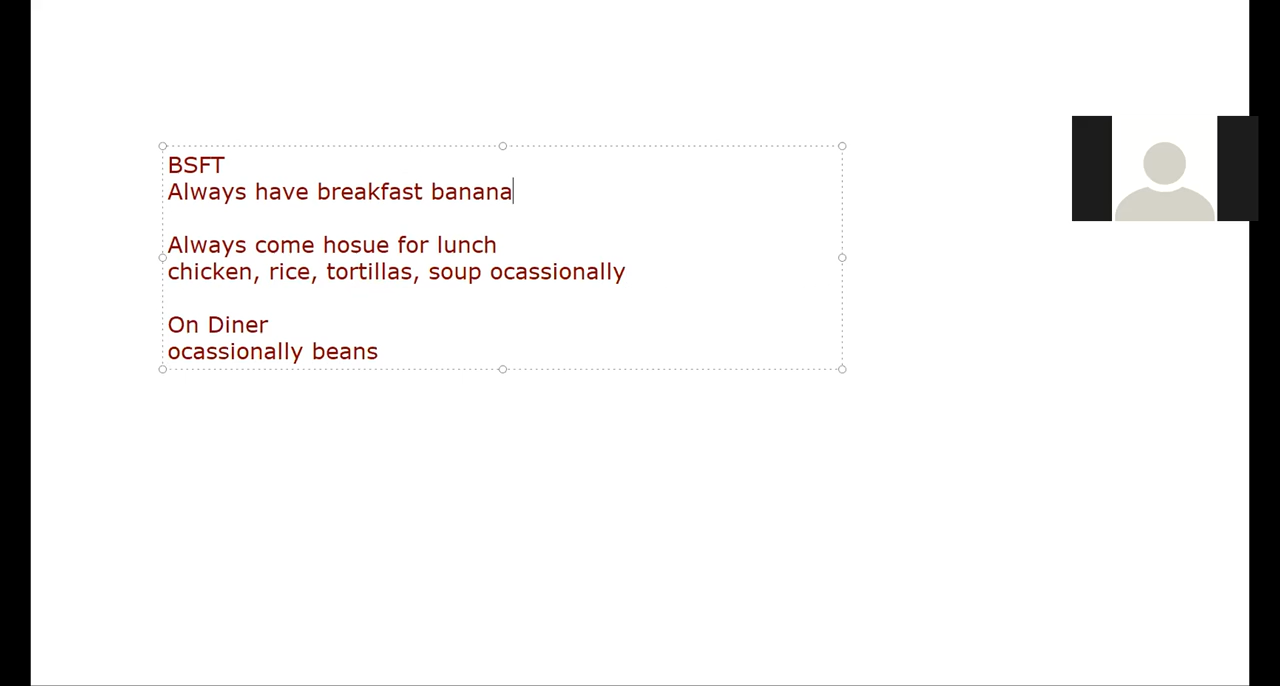 BSFT
Always have breakfast banana
Always come hosue for lunch
chicken, rice, tortillas, soup ocassionally
On Diner
ocassionally beans